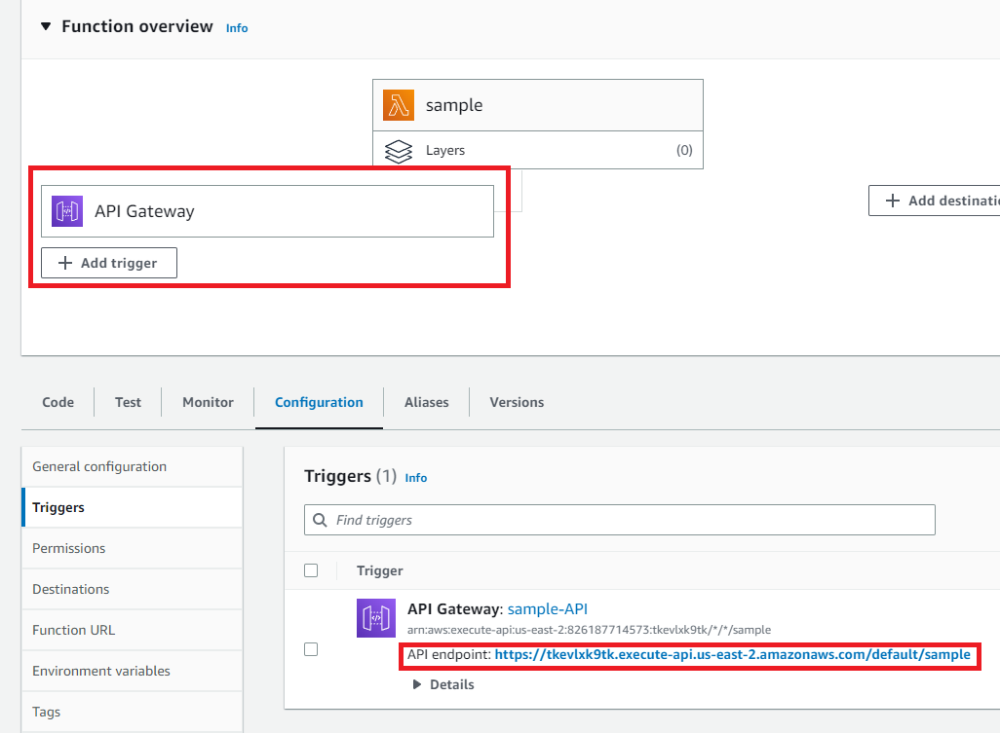 Function overview Info
sample
Layers (0)
API Gateway
Add trigger
Add destinatio
Code Test Monitor Configuration Aliases Versions
General configuration
Triggers
Permissions
Destinations
Function URL
Environment variables
Tags
Triggers (1) Info
Find triggers
Trigger
API Gateway: sample-API
arn:aws:execute-api:us-east-2:826187714573:tkevlxk9tk/*/*/sample
API endpoint: https://tkevlxk9tk.execute-api.us-east-2.amazonaws.com/default/sample
Details